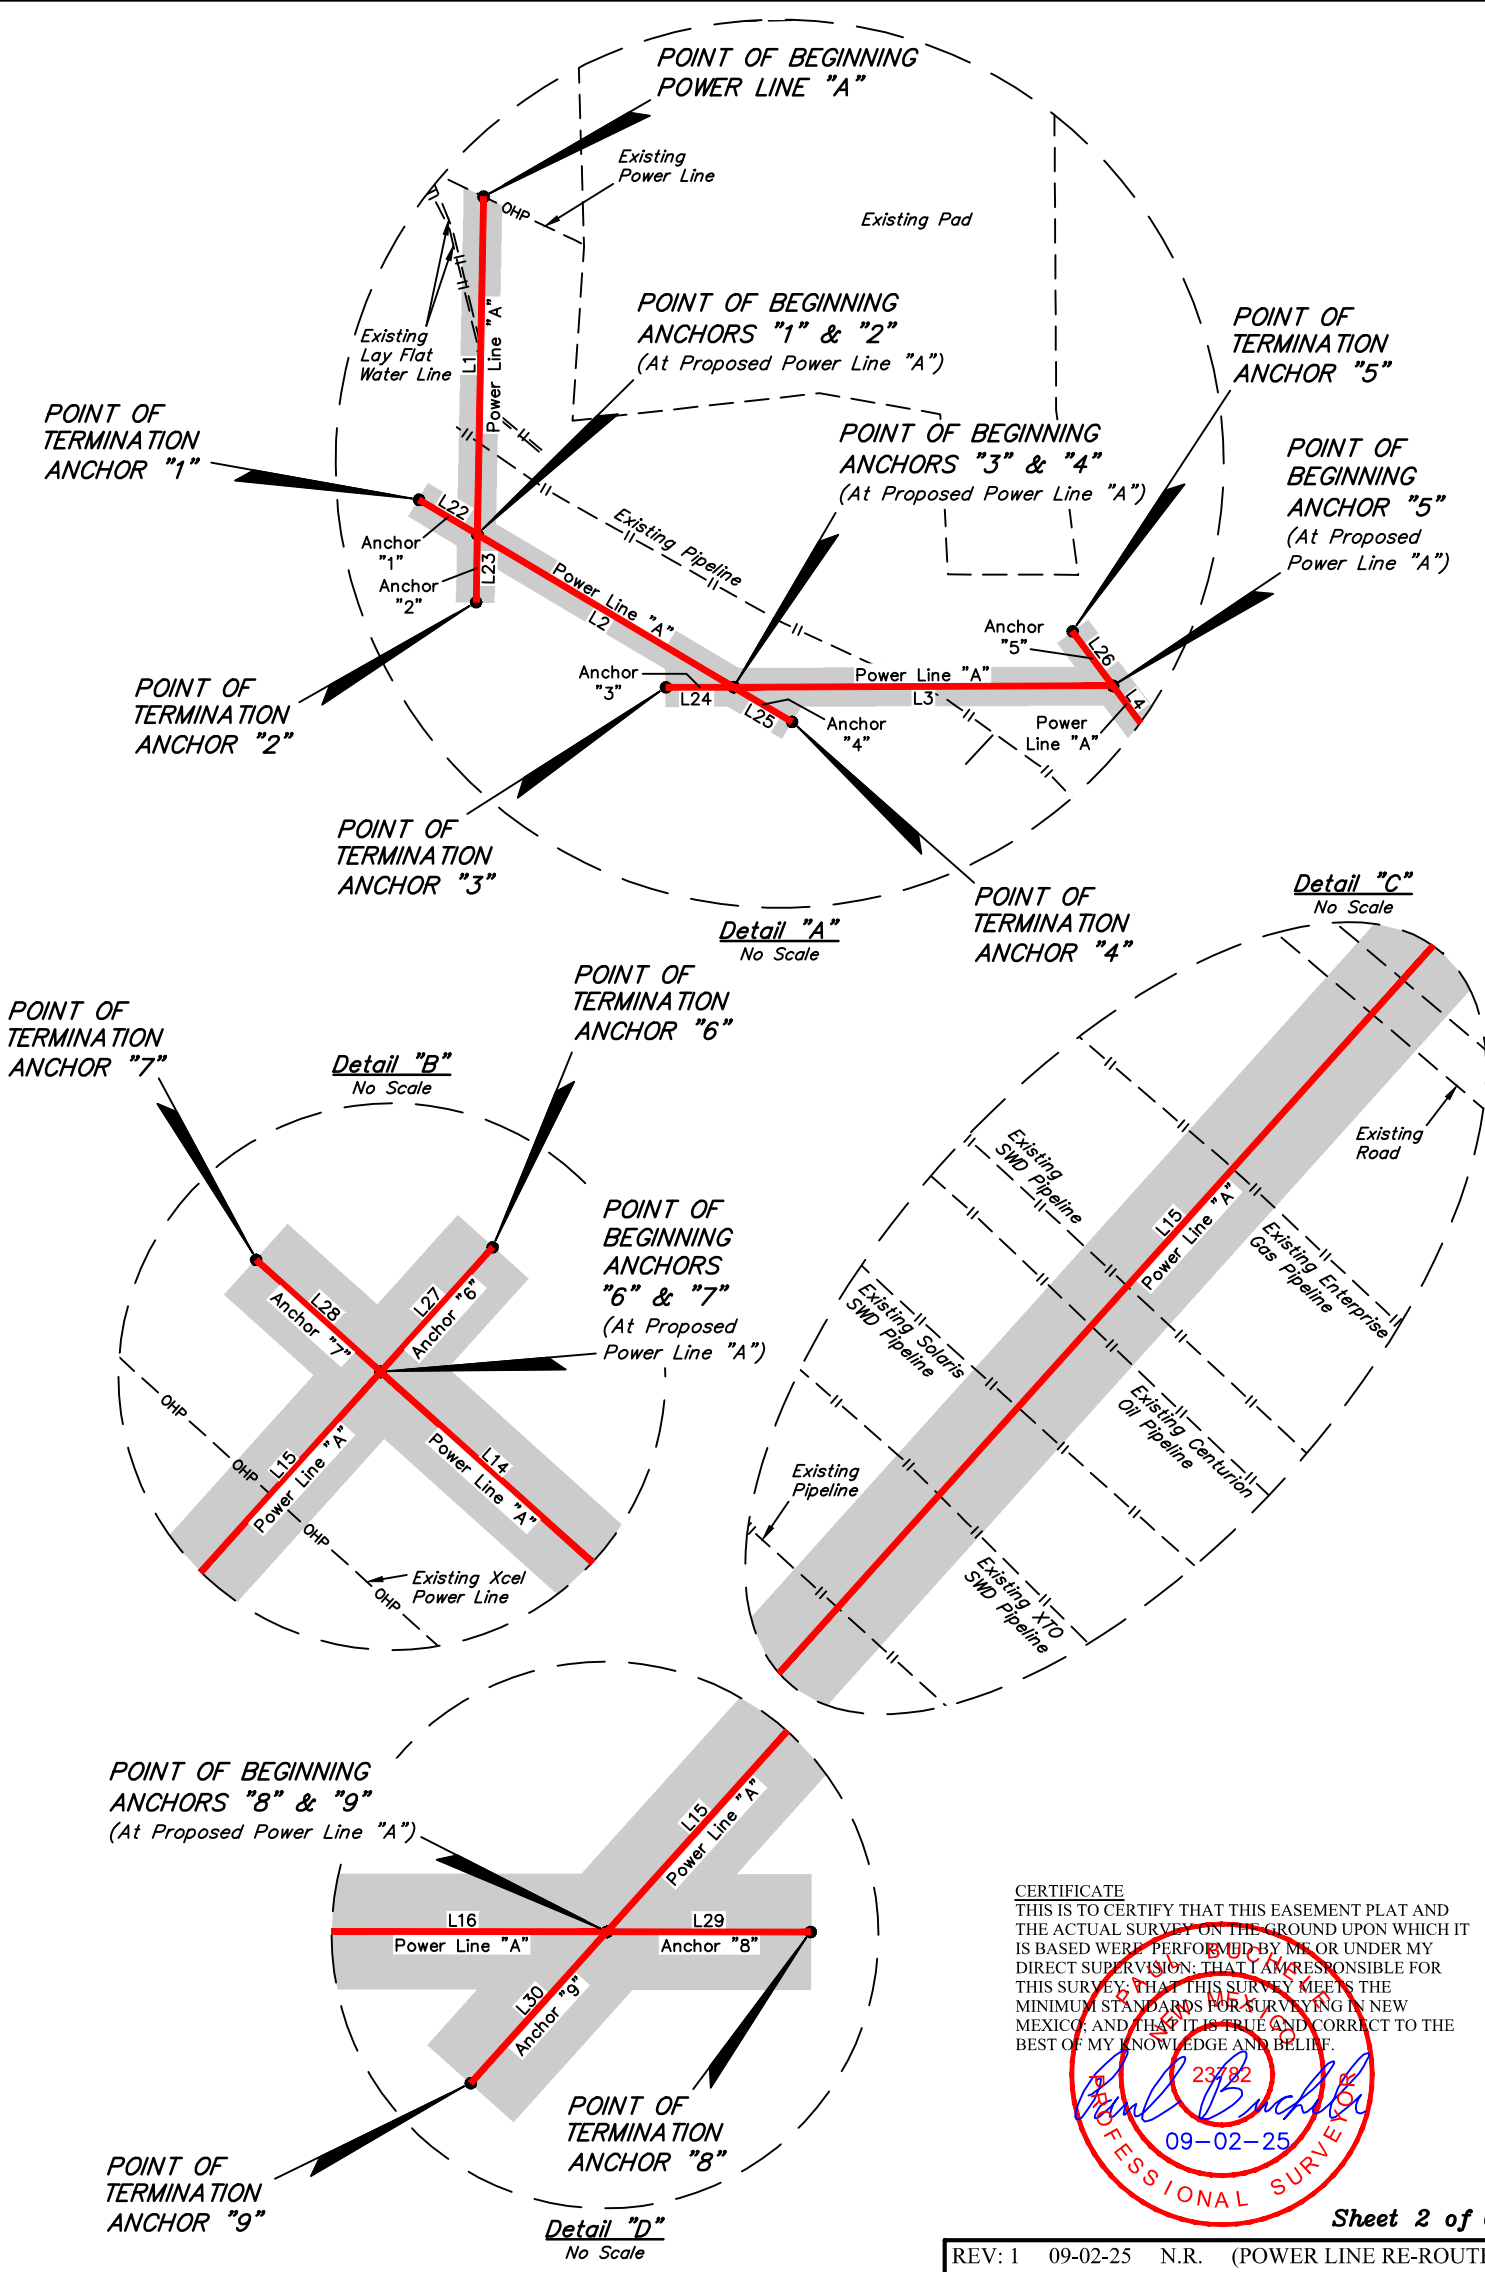 POINT OF BEGINNING
POWER LINE "A"
Existing
Power Line
OHP
Existing Pad
Existing
Lay Flat
Water Line
L1
Power Line "A"
POINT OF BEGINNING
ANCHORS "1" & "2"
(At Proposed Power Line "A")
POINT OF
TERMINATION
ANCHOR "5"
POINT OF
TERMINATION
ANCHOR "1"
POINT OF BEGINNING
ANCHORS "3" & "4"
(At Proposed Power Line "A")
POINT OF
BEGINNING
ANCHOR "5"
(At Proposed
Power Line "A")
L22
Anchor
"1"
Anchor
"2"
L23
Existing Pipeline
Power Line "A"
L2
Anchor
"3"
L24
L25
Anchor
"4"
Power Line "A"
L3
Anchor
"5"
L26
L4
Power
Line "A"
POINT OF
TERMINATION
ANCHOR "2"
POINT OF
TERMINATION
ANCHOR "3"
POINT OF
TERMINATION
ANCHOR "4"
Detail "A"
No Scale
Detail "C"
No Scale
POINT OF
TERMINATION
ANCHOR "7"
POINT OF
TERMINATION
ANCHOR "6"
Detail "B"
No Scale
POINT OF
BEGINNING
ANCHORS
"6" & "7"
(At Proposed
Power Line "A")
L28
Anchor "7"
L27
Anchor "6"
L15
Power Line "A"
L14
Power Line "A"
OHP
OHP
OHP
OHP
Existing Xcel
Power Line
Existing
Road
Existing
SWD Pipeline
L15
Power Line "A"
Existing Enterprise
Gas Pipeline
Existing Solaris
SWD Pipeline
Existing Centurion
Oil Pipeline
Existing
Pipeline
Existing XTO
SWD Pipeline
POINT OF BEGINNING
ANCHORS "8" & "9"
(At Proposed Power Line "A")
L15
Power Line "A"
L16
Power Line "A"
L29
Anchor "8"
L30
Anchor "9"
POINT OF
TERMINATION
ANCHOR "8"
POINT OF
TERMINATION
ANCHOR "9"
Detail "D"
No Scale
CERTIFICATE
THIS IS TO CERTIFY THAT THIS EASEMENT PLAT AND
THE ACTUAL SURVEY ON THE GROUND UPON WHICH IT
IS BASED WERE PERFORMED BY ME OR UNDER MY
DIRECT SUPERVISION; THAT I AM RESPONSIBLE FOR
THIS SURVEY; THAT THIS SURVEY MEETS THE
MINIMUM STANDARDS FOR SURVEYING IN NEW
MEXICO; AND THAT IT IS TRUE AND CORRECT TO THE
BEST OF MY KNOWLEDGE AND BELIEF.
PAUL BUCHELE
NEW MEXICO
23782
Paul Buchele
09-02-25
PROFESSIONAL SURVEYOR
Sheet 2 of
REV: 1 09-02-25 N.R. (POWER LINE RE-ROUTE